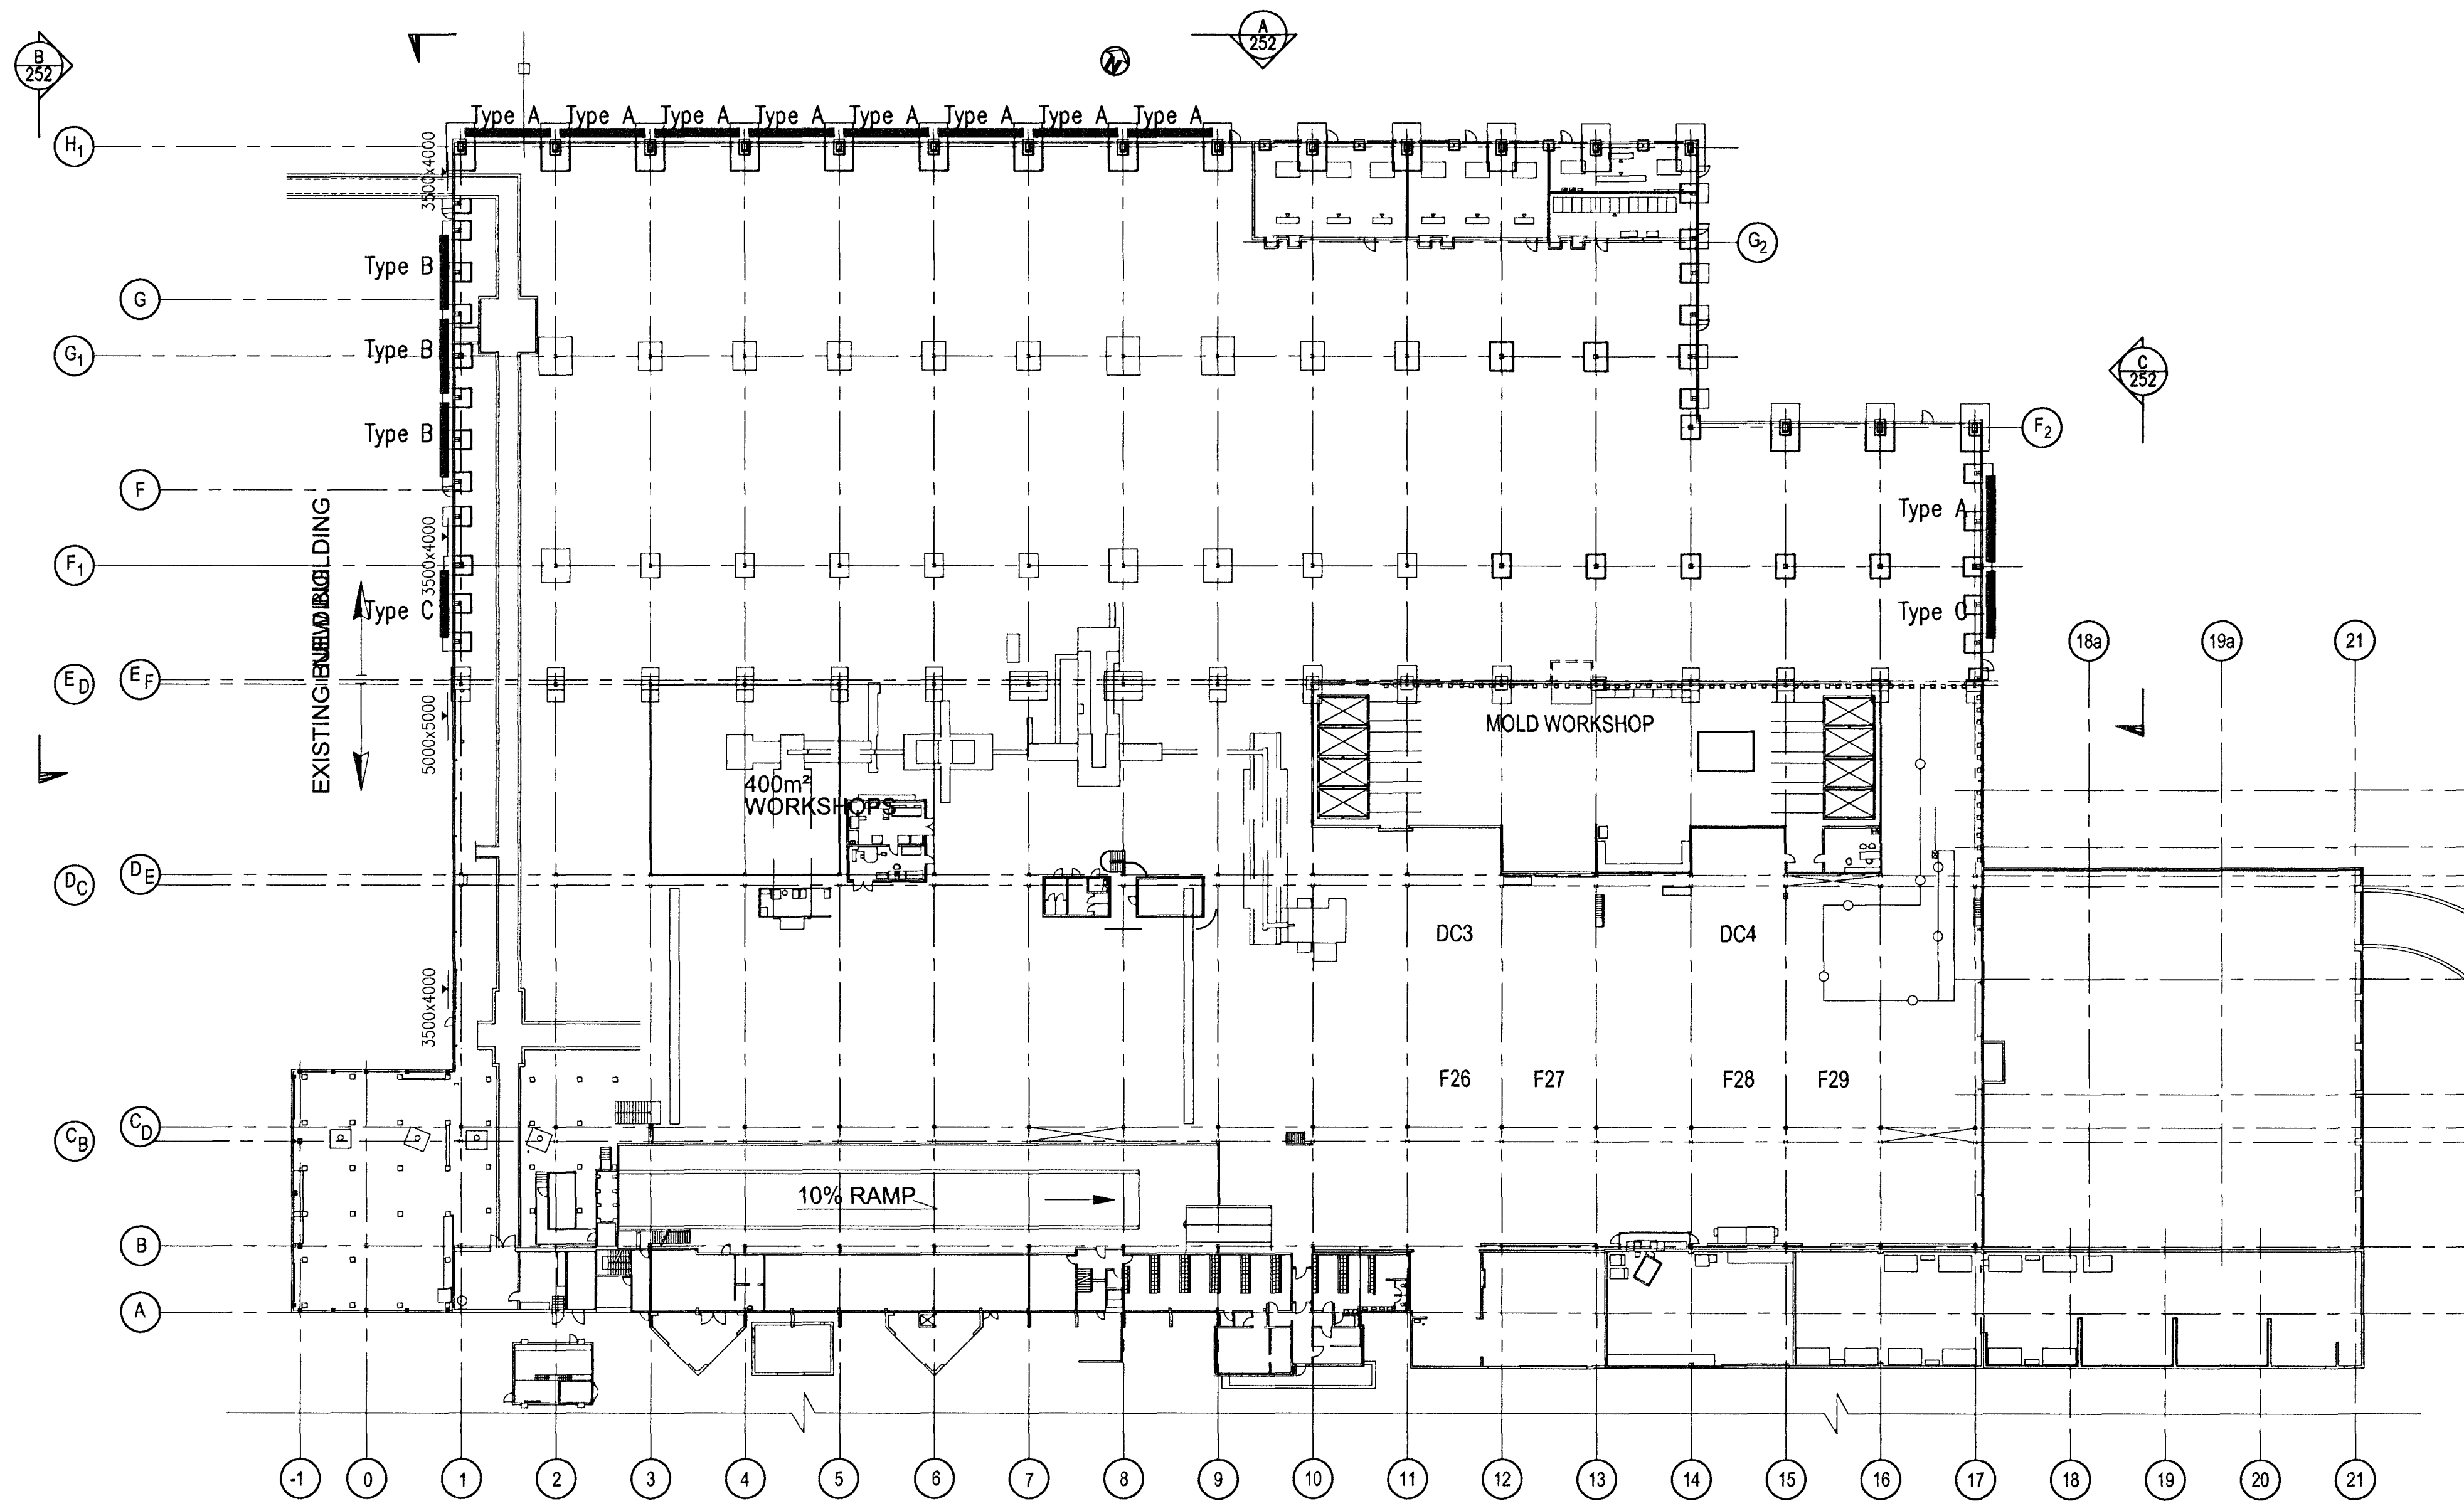 A
252
B
252
N
Type A Type A Type A Type A Type A Type A Type A Type A
H1
3500x4000
G2
Type B
G
Type B
G1
C
252
Type B
F2
F
Type A
EXISTING BUILDING
NEW BUILDING
3500x4000
F1
Type C
Type C
18a
19a
21
ED
EF
5000x5000
MOLD WORKSHOP
400m²
WORKSHOPS
DC
DE
DC3
DC4
3500x4000
F26
F27
F28
F29
CB
CD
10% RAMP
B
A
-1 0 1 2 3 4 5 6 7 8 9 10 11 12 13 14 15 16 17 18 19 20 21